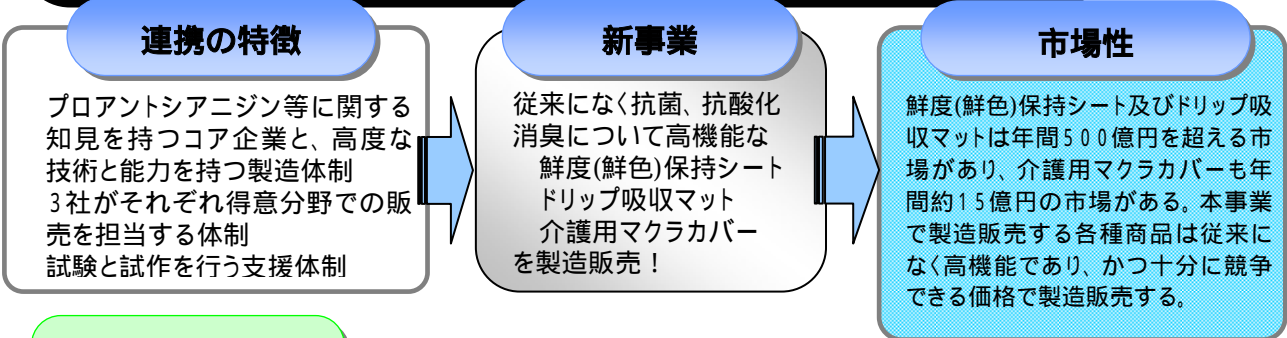 連携の特徴
プロアントシアニジン等に関する
知見を持つコア企業と、高度な
技術と能力を持つ製造体制
3社がそれぞれ得意分野での販
売を担当する体制
試験と試作を行う支援体制
新事業
従来になく抗菌、抗酸化
消臭について高機能な
鮮度(鮮色)保持シート
ドリップ吸収マット
介護用マクラカバー
を製造販売！
市場性
鮮度(鮮色)保持シート及びドリップ吸
収マットは年間500億円を超える市
場があり、介護用マクラカバーも年
間約15億円の市場がある。本事業
で製造販売する各種商品は従来に
なく高機能であり、かつ十分に競争
できる価格で製造販売する。